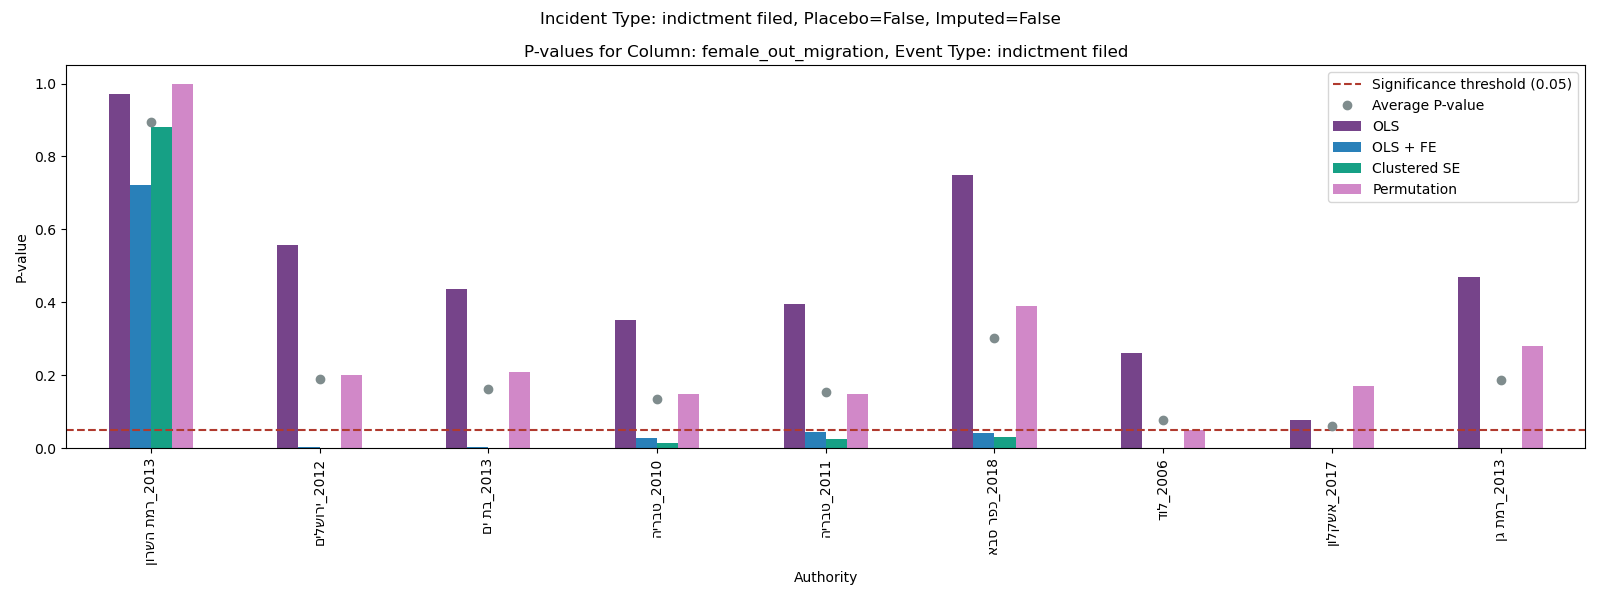 Incident Type: indictment filed, Placebo=False, Imputed=False
P-values for Column: female_out_migration, Event Type: indictment filed
Significance threshold (0.05)
Average P-value
OLS
OLS + FE
Clustered SE
Permutation
P-value
1.0
0.8
0.6
0.4
0.2
0.0
רמת השרון_2013
ירושלים_2012
בת ים_2013
טבריה_2010
טבריה_2011
כפר סבא_2018
לוד_2006
אשקלון_2017
רמת גן_2013
Authority